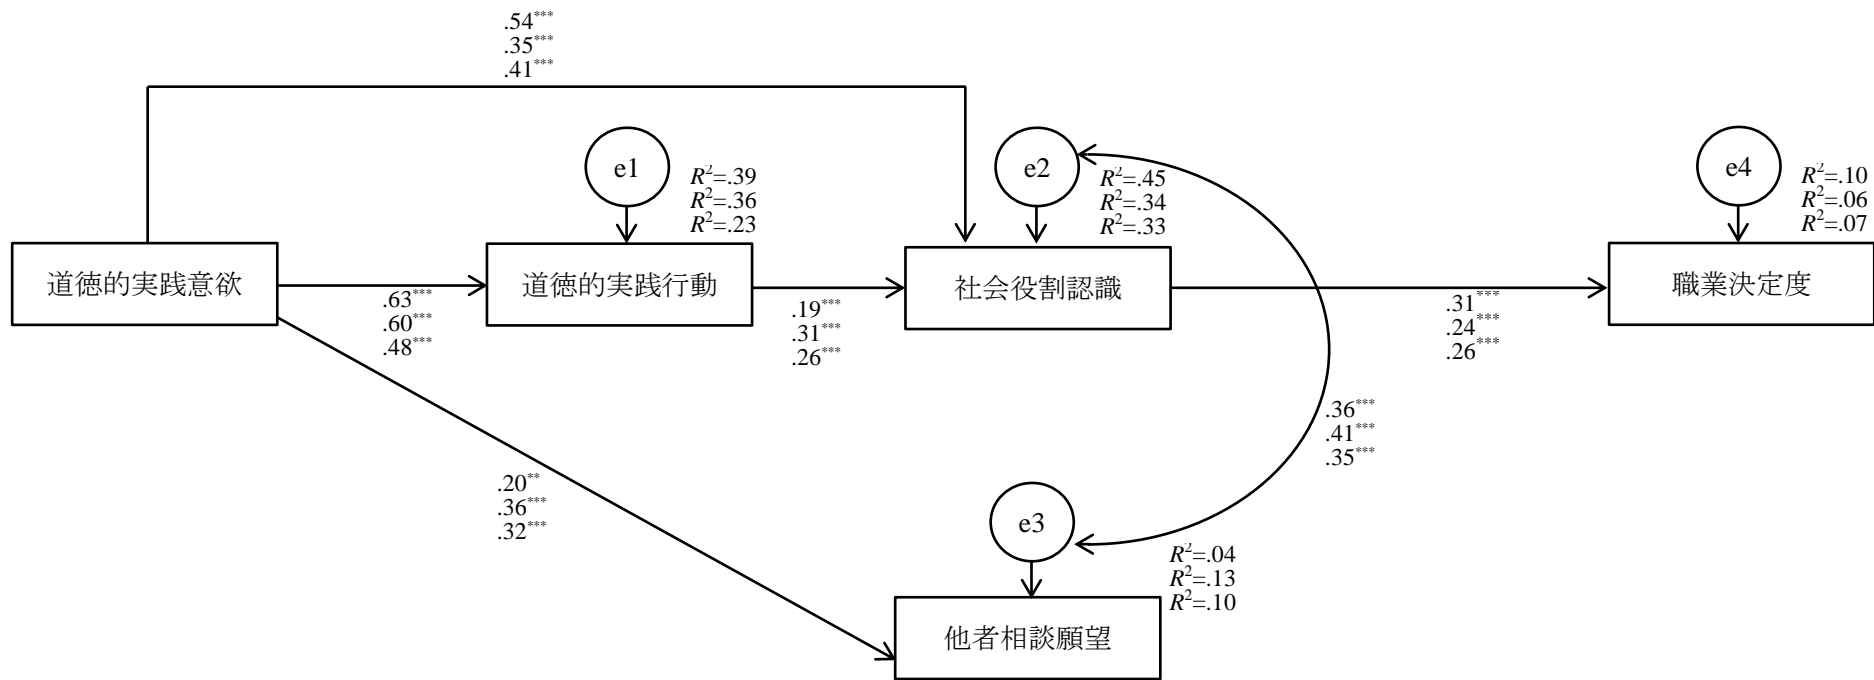 .54***
.35***
.41***
e1
R²=.39
R²=.36
R²=.23
e2
R²=.45
R²=.34
R²=.33
e4
R²=.10
R²=.06
R²=.07
道徳的実践意欲
.63***
.60***
.48***
道徳的実践行動
.19***
.31***
.26***
社会役割認識
.31***
.24***
.26***
職業決定度
.36***
.41***
.35***
.20**
.36***
.32***
e3
R²=.04
R²=.13
R²=.10
他者相談願望